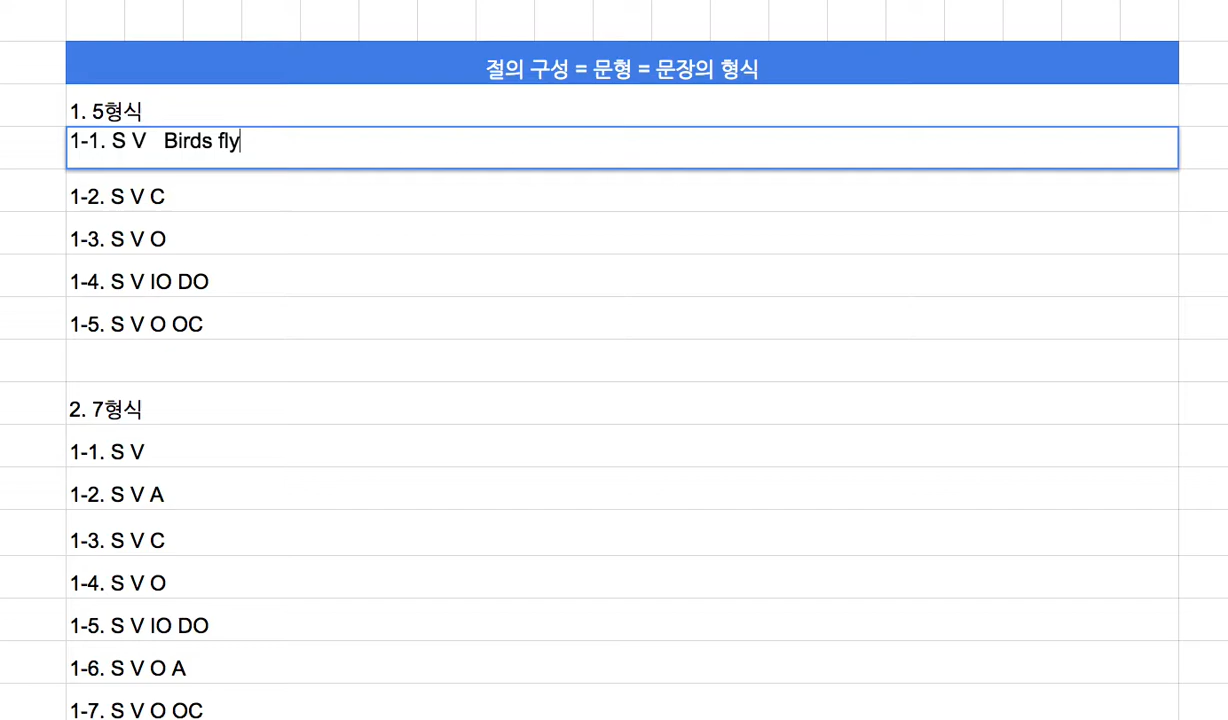 절의 구성 = 문형 = 문장의 형식
1. 5형식
1-1. S V   Birds fly
1-2. S V C
1-3. S V O
1-4. S V IO DO
1-5. S V O OC
2. 7형식
1-1. S V
1-2. S V A
1-3. S V C
1-4. S V O
1-5. S V IO DO
1-6. S V O A
1-7. S V O OC